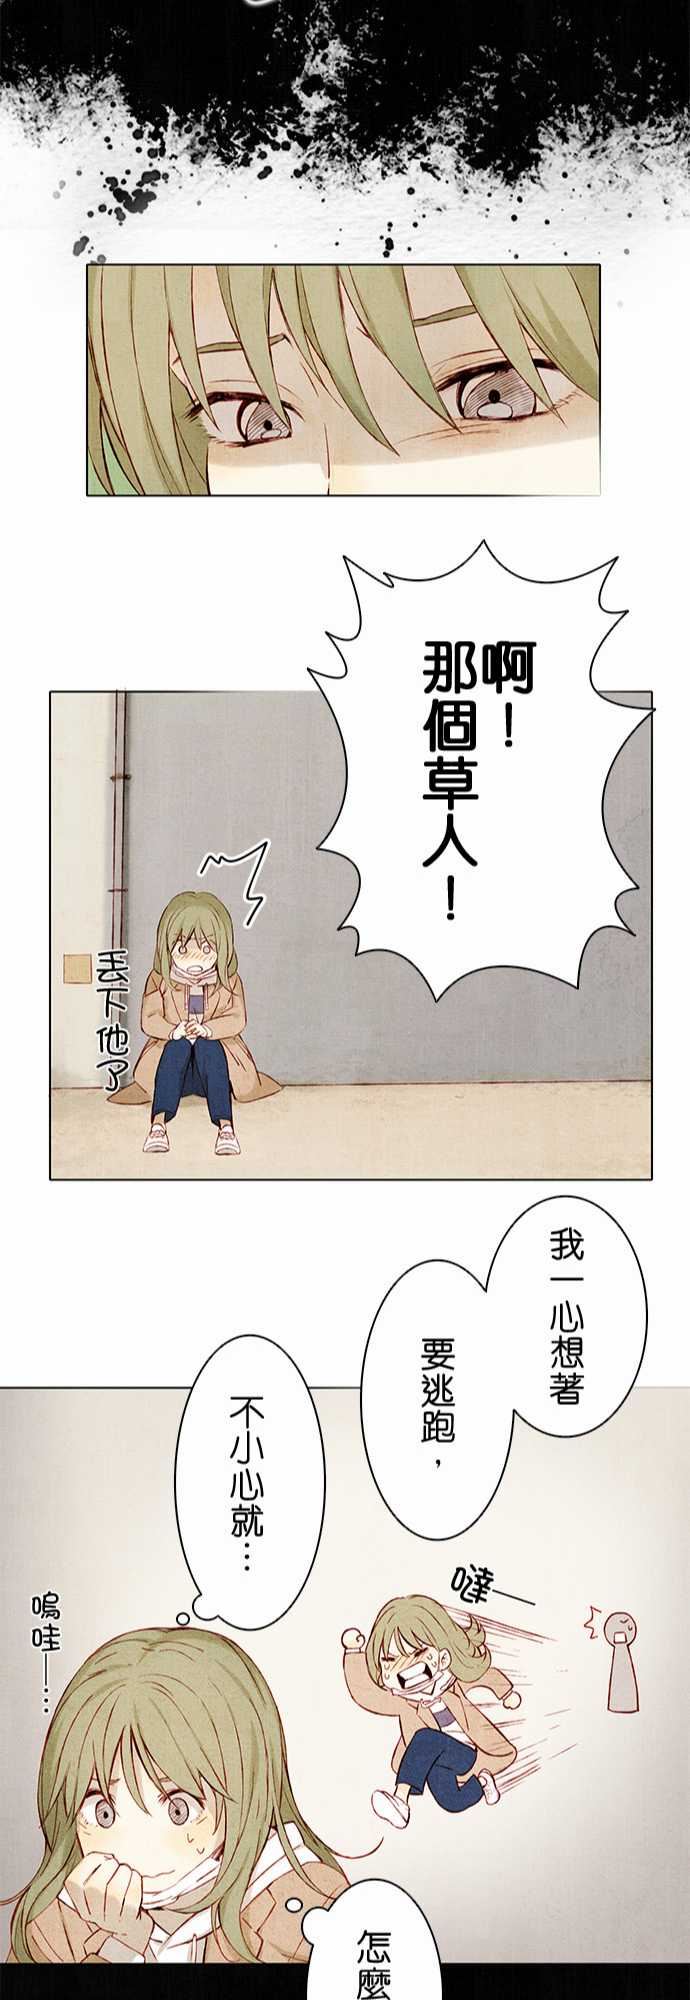 啊！
那個草人！
丟下他了
我一心想著
要逃跑，
不小心就…
噠——
嗚哇—…
怎麼